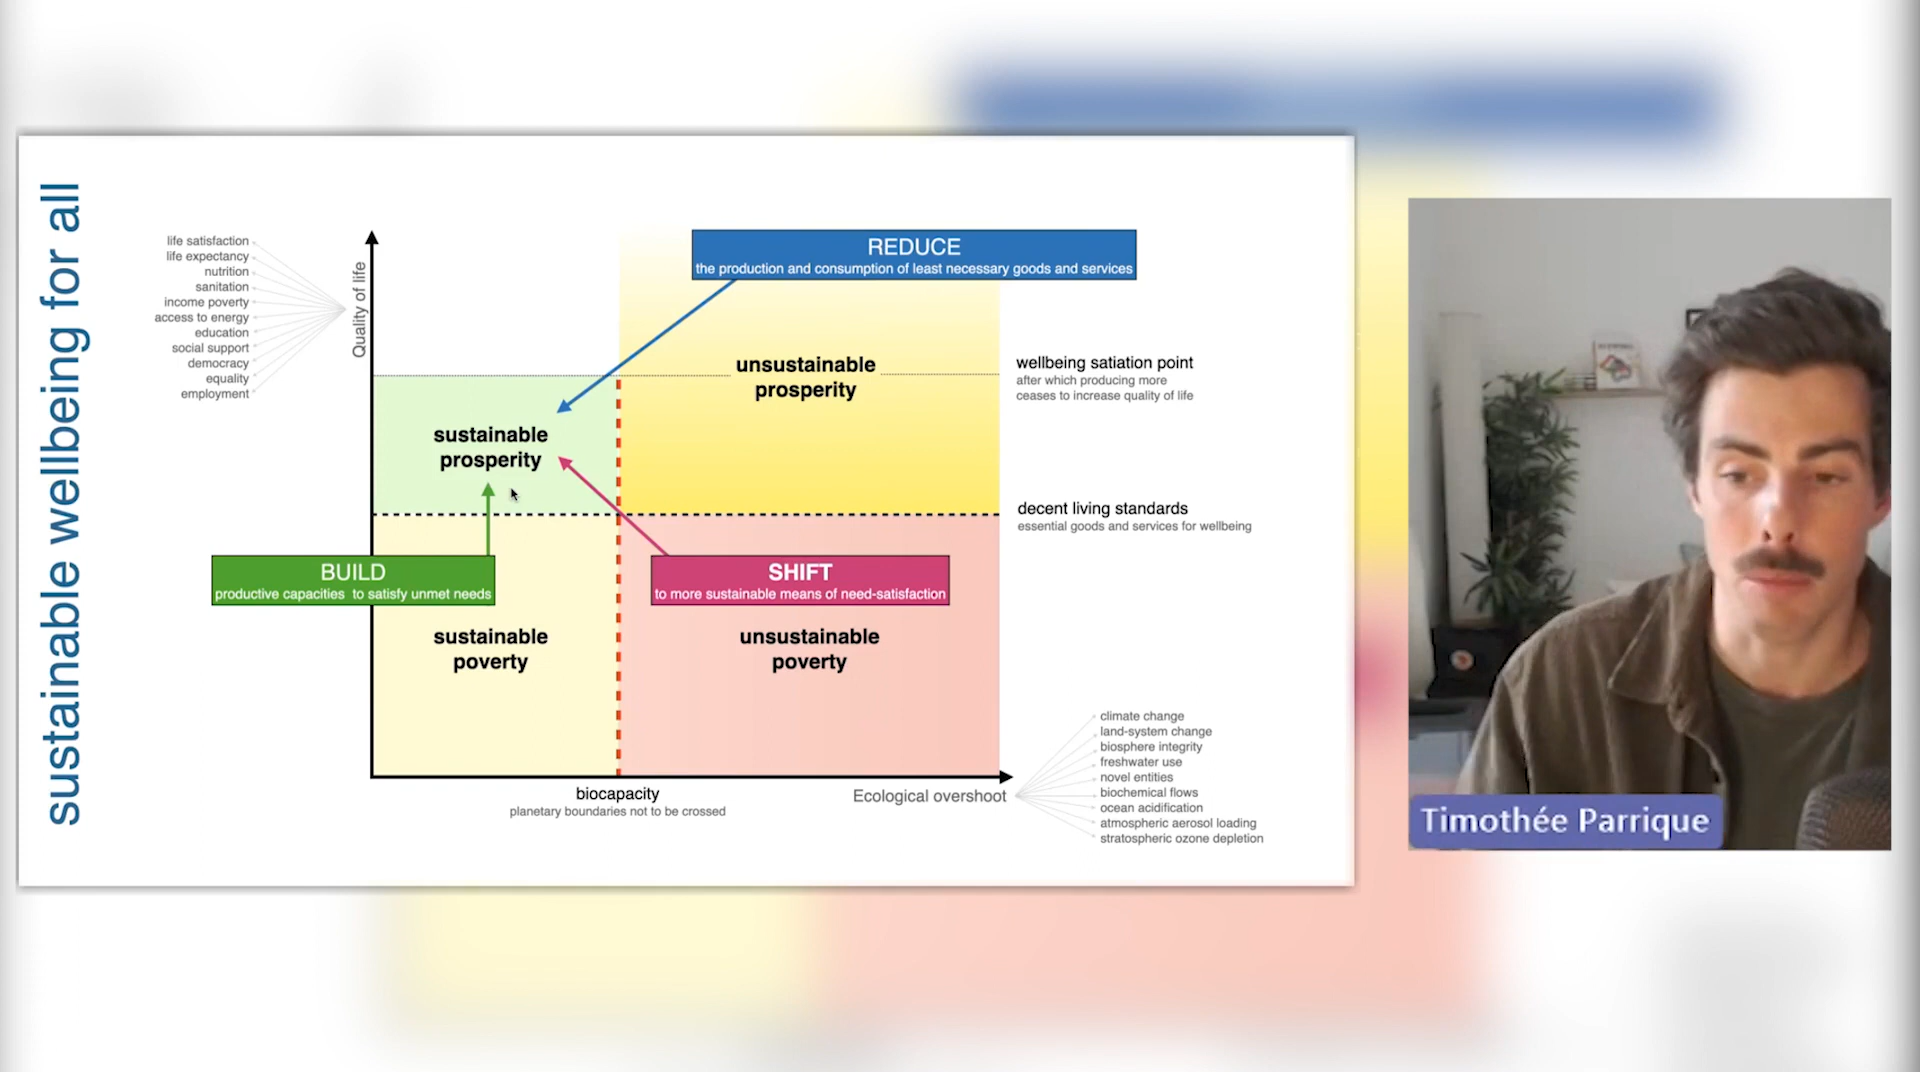 sustainable wellbeing for all
life satisfaction
life expectancy
nutrition
sanitation
income poverty
access to energy
education
social support
democracy
equality
employment
Quality of life
REDUCE
the production and consumption of least necessary goods and services
unsustainable
prosperity
wellbeing satiation point
after which producing more
ceases to increase quality of life
sustainable
prosperity
decent living standards
essential goods and services for wellbeing
BUILD
productive capacities to satisfy unmet needs
SHIFT
to more sustainable means of need-satisfaction
sustainable
poverty
unsustainable
poverty
biocapacity
planetary boundaries not to be crossed
Ecological overshoot
climate change
land-system change
biosphere integrity
freshwater use
novel entities
biochemical flows
ocean acidification
atmospheric aerosol loading
stratospheric ozone depletion
Timothée Parrique